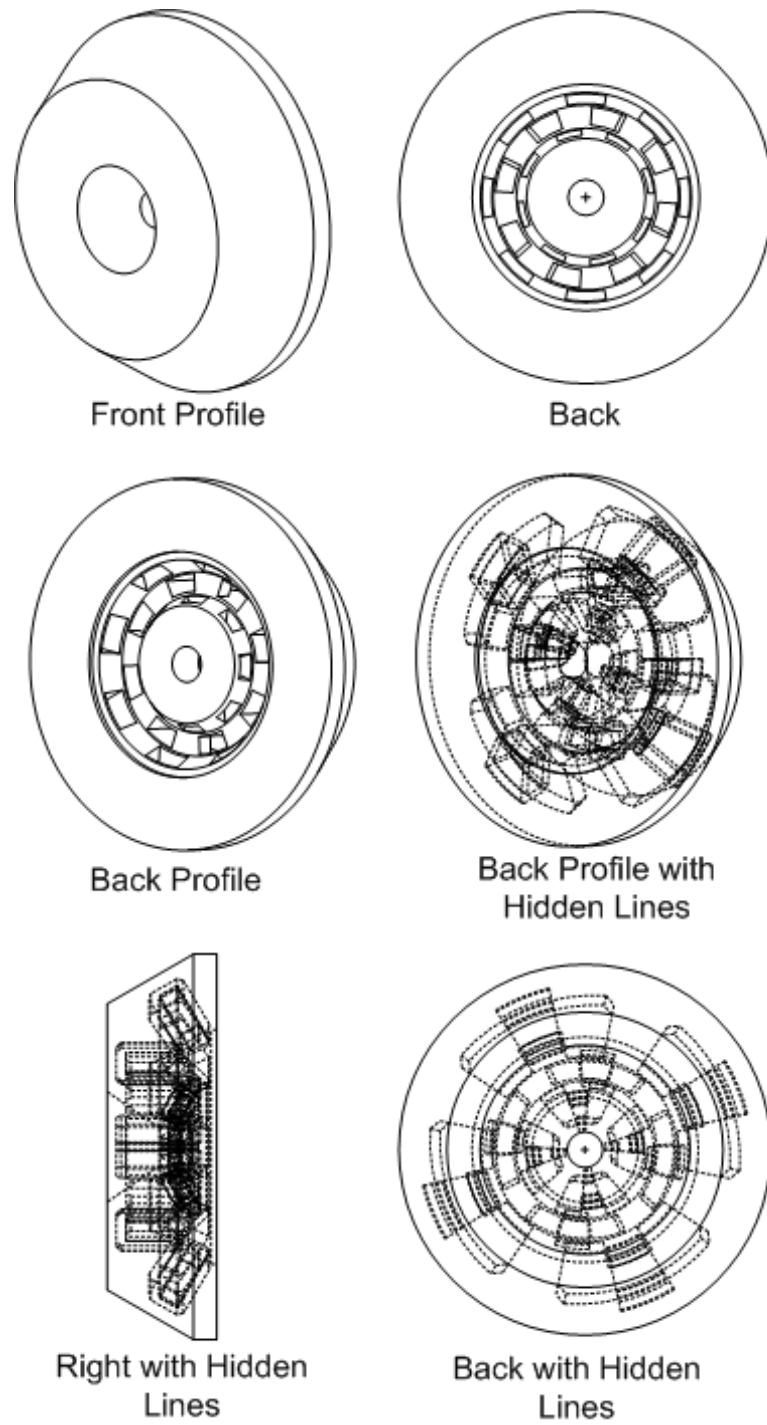 Front Profile
Back
Back Profile
Back Profile with
Hidden Lines
Right with Hidden
Lines
Back with Hidden
Lines